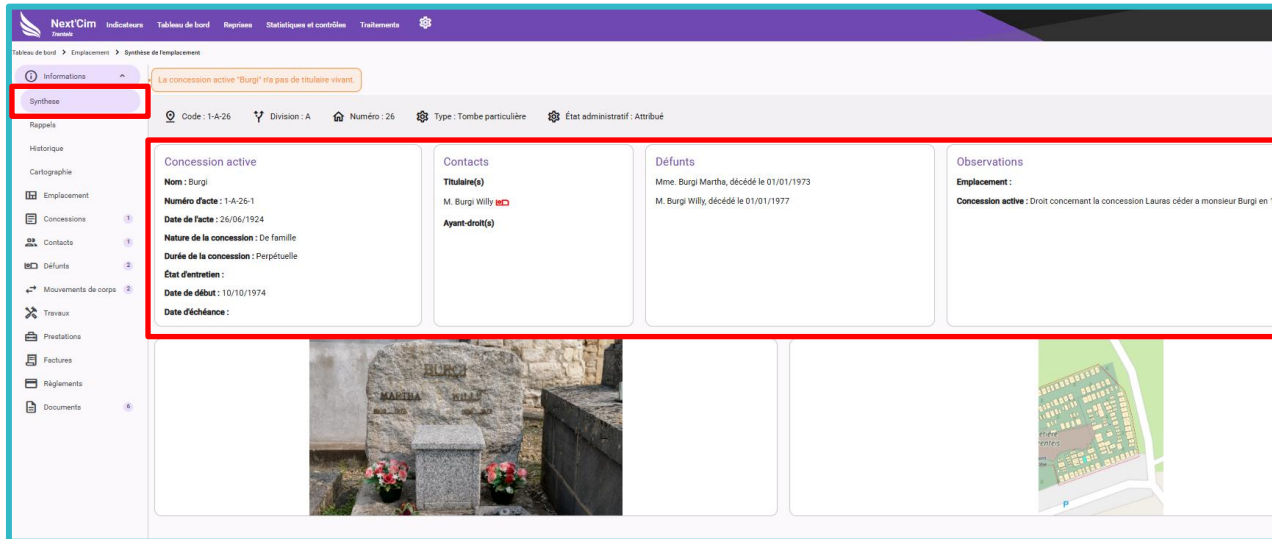 Next'Cim
Trentels
Indicateurs
Tableau de bord
Reprises
Statistiques et contrôles
Traitements
Tableau de bord > Emplacement > Synthèse de l'emplacement
Informations
Synthese
Rappels
Historique
Cartographie
Emplacement
Concessions 1
Contacts 1
Défunts 2
Mouvements de corps 2
Travaux
Prestations
Factures
Règlements
Documents 6
La concession active "Burgi" n'a pas de titulaire vivant.
Code : 1-A-26
Division : A
Numéro : 26
Type : Tombe particulière
État administratif : Attribué
Concession active
Nom : Burgi
Numéro d'acte : 1-A-26-1
Date de l'acte : 26/06/1924
Nature de la concession : De famille
Durée de la concession : Perpétuelle
État d'entretien :
Date de début : 10/10/1974
Date d'échéance :
Contacts
Titulaire(s)
M. Burgi Willy
Ayant-droit(s)
Défunts
Mme. Burgi Martha, décédé le 01/01/1973
M. Burgi Willy, décédé le 01/01/1977
Observations
Emplacement :
Concession active : Droit concernant la concession Lauras céder a monsieur Burgi en 1
BURGI
MARTHA WILLY
P